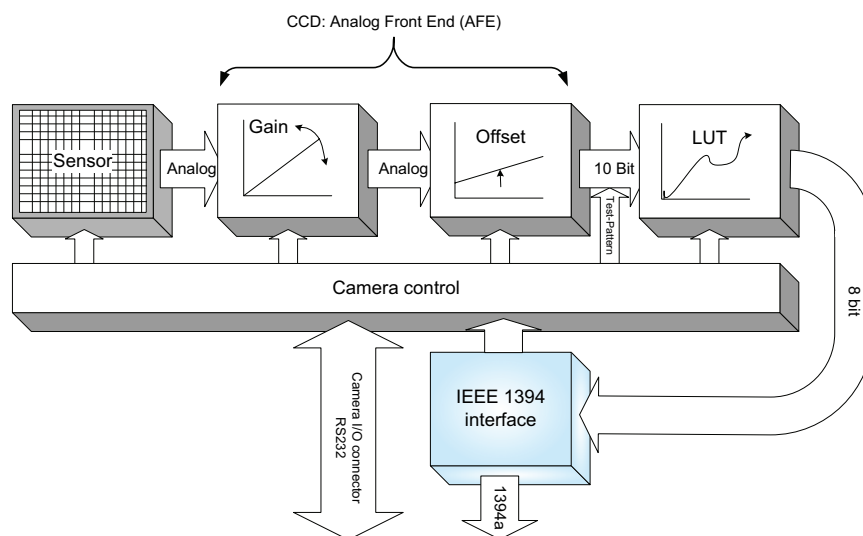 CCD: Analog Front End (AFE)
Sensor
Analog
Gain
Analog
Offset
10 Bit
Test-Pattern
LUT
Camera control
8 bit
Camera I/O connector
RS232
IEEE 1394
interface
1394a